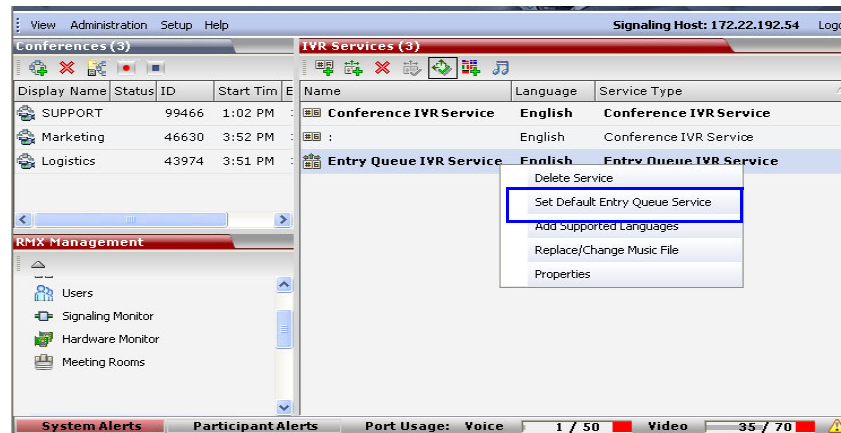 View Administration Setup Help Signaling Host: 172.22.192.54 Logo
Conferences (3)
Display Name Status ID Start Tim E
SUPPORT 99466 1:02 PM
Marketing 46630 3:52 PM
Logistics 43974 3:51 PM
IVR Services (3)
Name Language Service Type
Conference IVR Service English Conference IVR Service
: English Conference IVR Service
Entry Queue IVR Service English Entry Queue IVR Service
Delete Service
Set Default Entry Queue Service
Add Supported Languages
Replace/Change Music File
Properties
RMX Management
Users
Signaling Monitor
Hardware Monitor
Meeting Rooms
System Alerts Participant Alerts Port Usage: Voice 1 / 50 Video 35 / 70